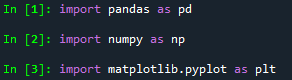 In [1]: import pandas as pd
In [2]: import numpy as np
In [3]: import matplotlib.pyplot as plt